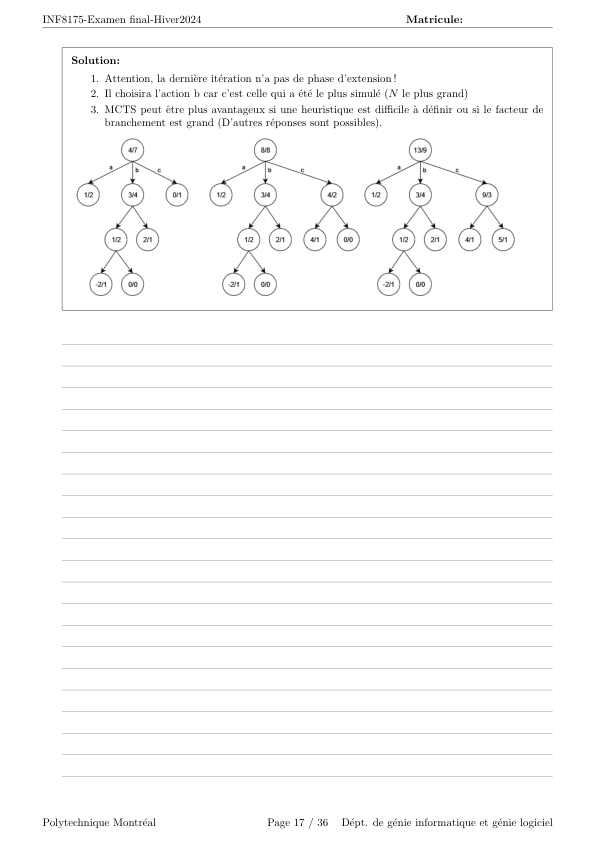 INF8175-Examen final-Hiver2024 Matricule:
Solution:
1. Attention, la dernière itération n'a pas de phase d'extension !
2. Il choisira l'action b car c'est celle qui a été le plus simulé (N le plus grand)
3. MCTS peut être plus avantageux si une heuristique est difficile à définir ou si le facteur de
branchement est grand (D'autres réponses sont possibles).
4/7 8/8 13/9
a b c a b c a b c
1/2 3/4 0/1 1/2 3/4 4/2 1/2 3/4 9/3
1/2 2/1 1/2 2/1 4/1 0/0 1/2 2/1 4/1 5/1
-2/1 0/0 -2/1 0/0 -2/1 0/0
Polytechnique Montréal Page 17 / 36 Dépt. de génie informatique et génie logiciel